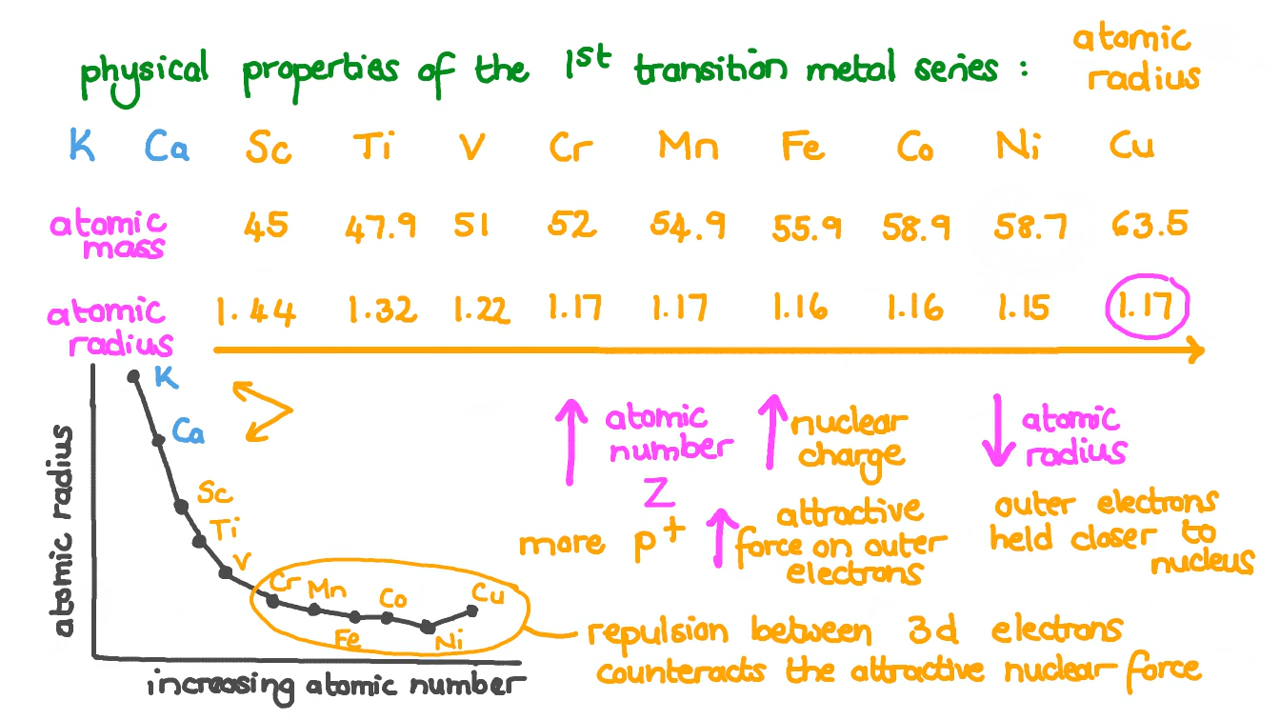 physical properties of the 1st transition metal series : atomic radius
K Ca Sc Ti V Cr Mn Fe Co Ni Cu
atomic mass 45 47.9 51 52 54.9 55.9 58.9 58.7 63.5
atomic radius 1.44 1.32 1.22 1.17 1.17 1.16 1.16 1.15 1.17
atomic radius
K
Ca
Sc
Ti
V
Cr
Mn
Fe
Co
Ni
Cu
increasing atomic number
atomic
number
Z
more p+
nuclear
charge
attractive
force on outer
electrons
atomic
radius
outer electrons
held closer to
nucleus
repulsion between 3d electrons
counteracts the attractive nuclear force